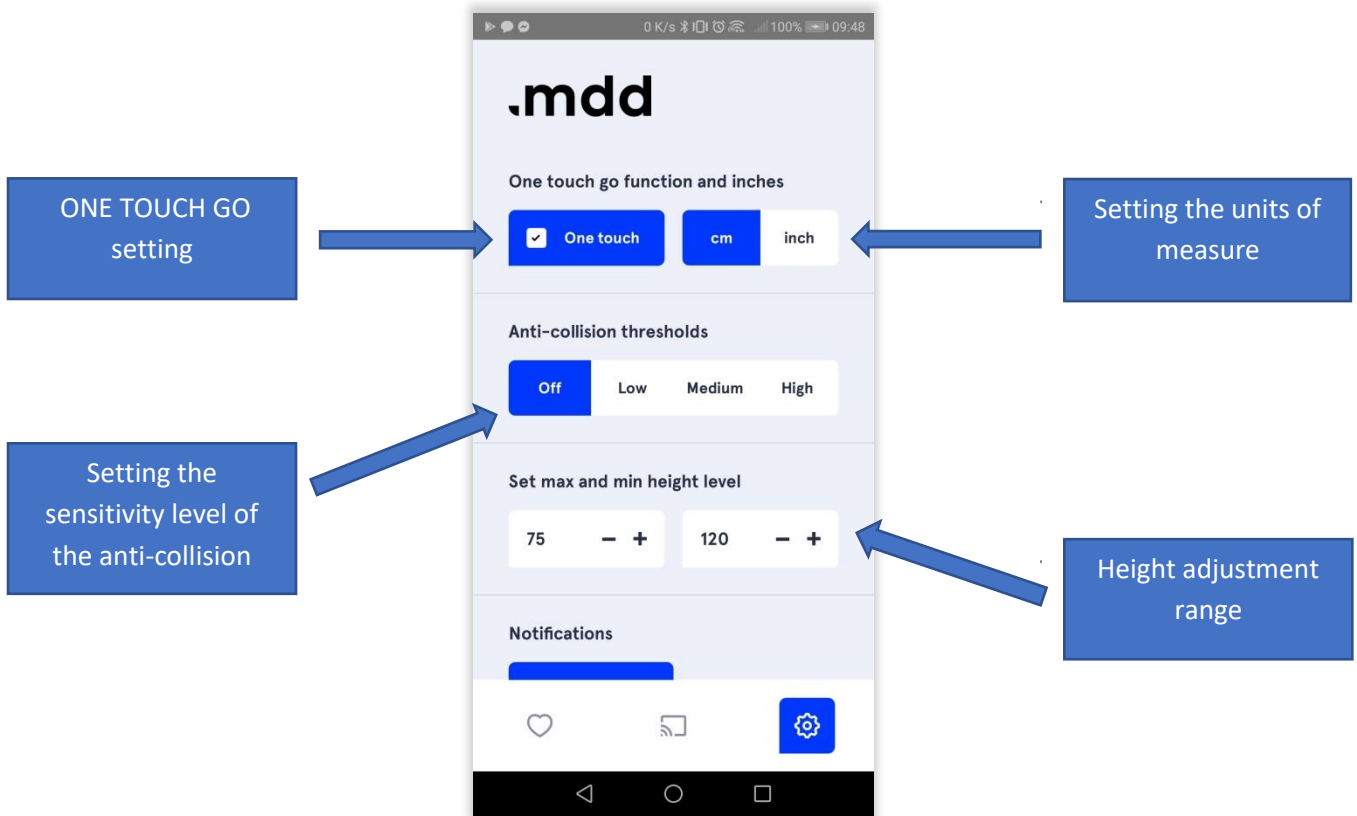 0 K/s 100% 09:48
.mdd
One touch go function and inches
ONE TOUCH GO
setting
One touch
cm
inch
Setting the units of
measure
Anti-collision thresholds
Off
Low
Medium
High
Setting the
sensitivity level of
the anti-collision
Set max and min height level
75 − +
120 − +
Height adjustment
range
Notifications